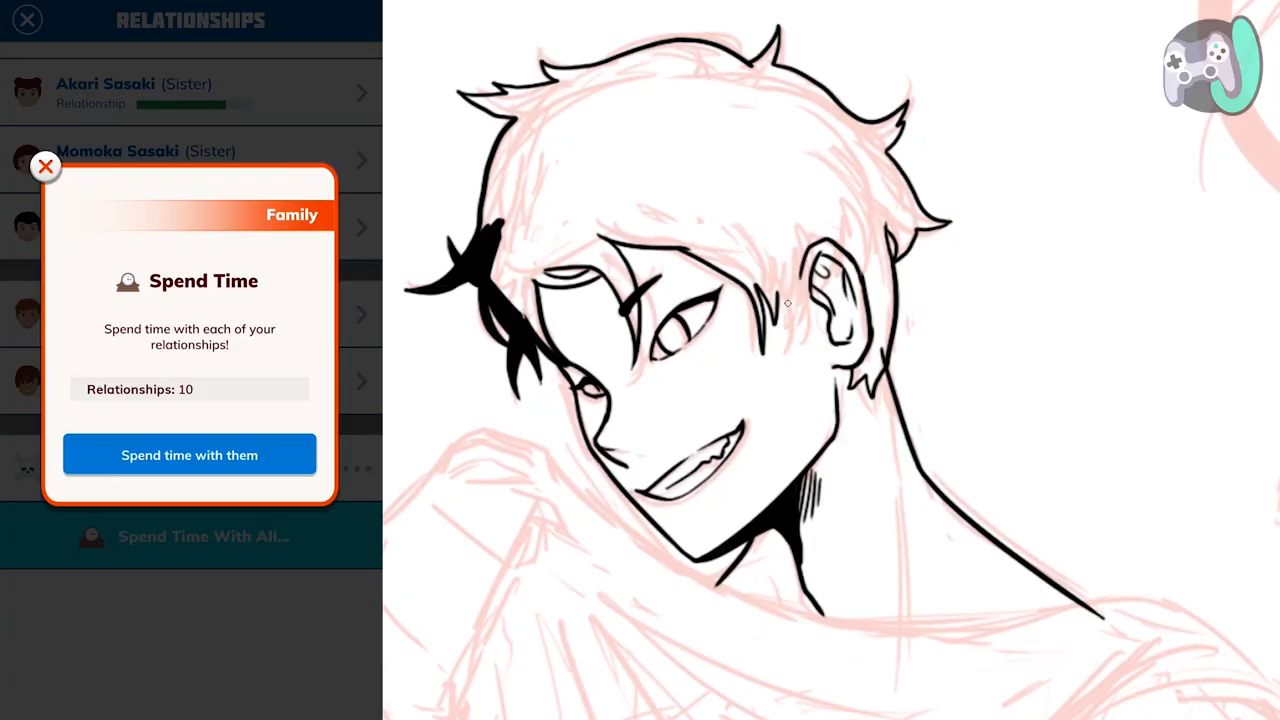 RELATIONSHIPS
Akari Sasaki (Sister)
Relationship
Momoka Sasaki (Sister)
Family
Spend Time
Spend time with each of your
relationships!
Relationships: 10
Spend time with them
Spend Time With All...